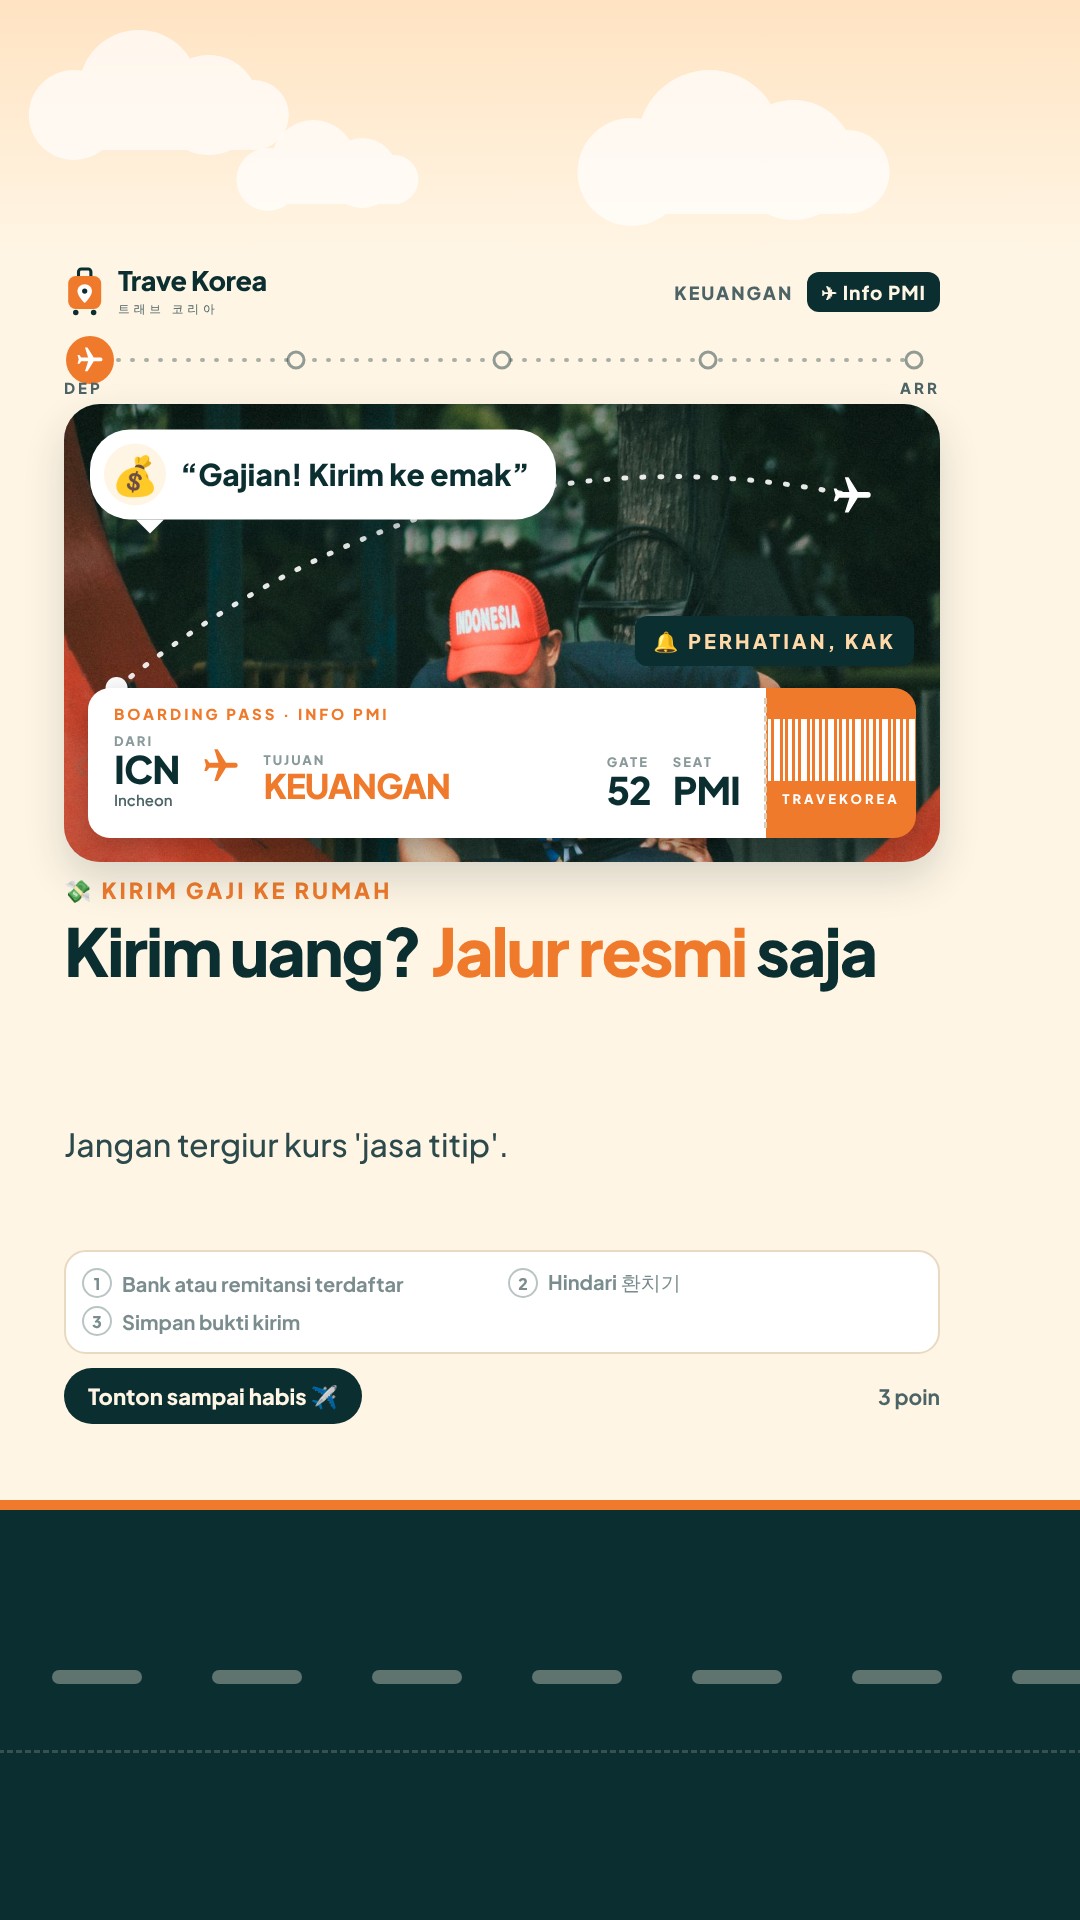 Trave Korea
트래브 코리아
KEUANGAN
✈ Info PMI
DEP
ARR
💰 “Gajian! Kirim ke emak”
INDONESIA
🔔 PERHATIAN, KAK
BOARDING PASS · INFO PMI
DARI
ICN
Incheon
TUJUAN
KEUANGAN
GATE
52
SEAT
PMI
TRAVEKOREA
💸 KIRIM GAJI KE RUMAH
Kirim uang? Jalur resmi saja
Jangan tergiur kurs 'jasa titip'.
1 Bank atau remitansi terdaftar
2 Hindari 환치기
3 Simpan bukti kirim
Tonton sampai habis ✈️
3 poin